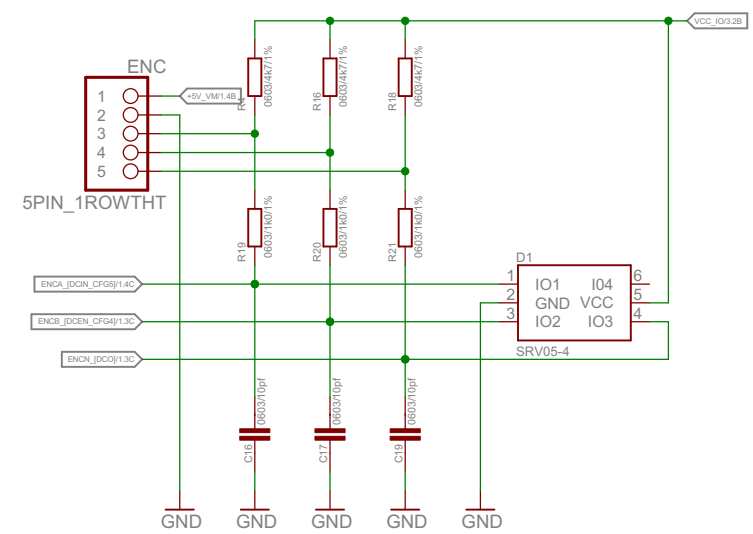 VCC_IO/3.2B
ENC
1
2
3
4
5
+5V_VM/1.4B
5PIN_1ROWTHT
0603/4k7/1%
R16
0603/4k7/1%
R18
0603/4k7/1%
R19
0603/1k0/1%
R20
0603/1k0/1%
R21
0603/1k0/1%
ENCA_[DCIN_CFG5]/1.4C
ENCB_[DCEN_CFG4]/1.3C
ENCN_[DCO]/1.3C
D1
1 IO1 I04 6
2 GND VCC 5
3 IO2 IO3 4
SRV05-4
C16
0603/10pf
C17
0603/10pf
C19
0603/10pf
GND GND GND GND